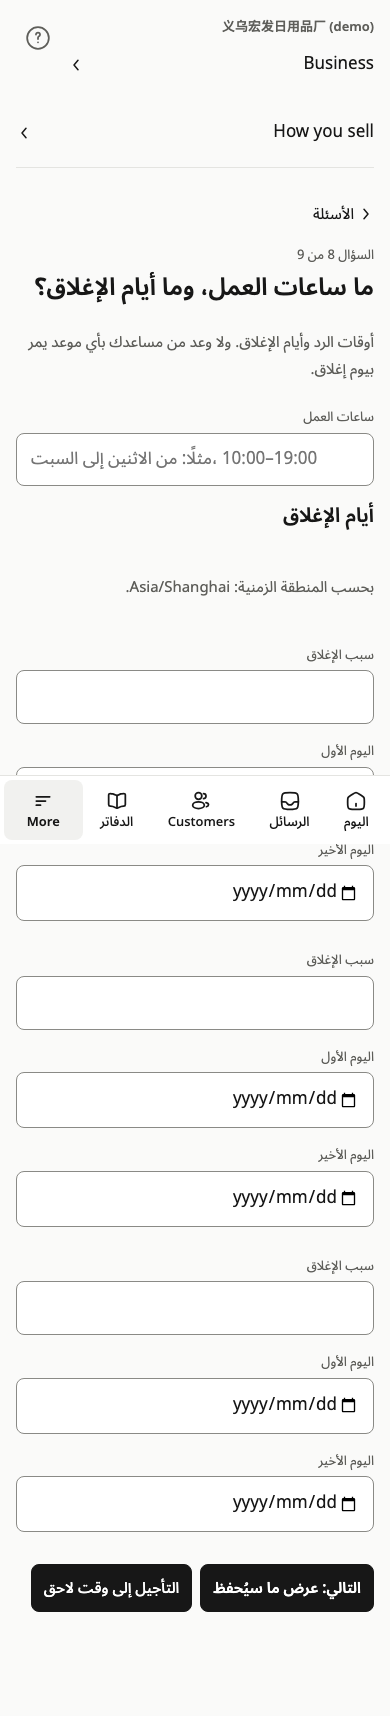 义乌宏发日用品厂 (demo)
Business
How you sell
الأسئلة
السؤال 8 من 9
ما ساعات العمل، وما أيام الإغلاق؟
أوقات الرد وأيام الإغلاق. ولا وعد من مساعدك بأي موعد يمر
بيوم إغلاق.
ساعات العمل
مثلًا: من الاثنين إلى السبت، 10:00–19:00
أيام الإغلاق
بحسب المنطقة الزمنية: Asia/Shanghai.
سبب الإغلاق
اليوم الأول
اليوم
الرسائل
Customers
الدفاتر
More
اليوم الأخير
yyyy/mm/dd
سبب الإغلاق
اليوم الأول
yyyy/mm/dd
اليوم الأخير
yyyy/mm/dd
سبب الإغلاق
اليوم الأول
yyyy/mm/dd
اليوم الأخير
yyyy/mm/dd
التالي: عرض ما سيُحفظ
التأجيل إلى وقت لاحق